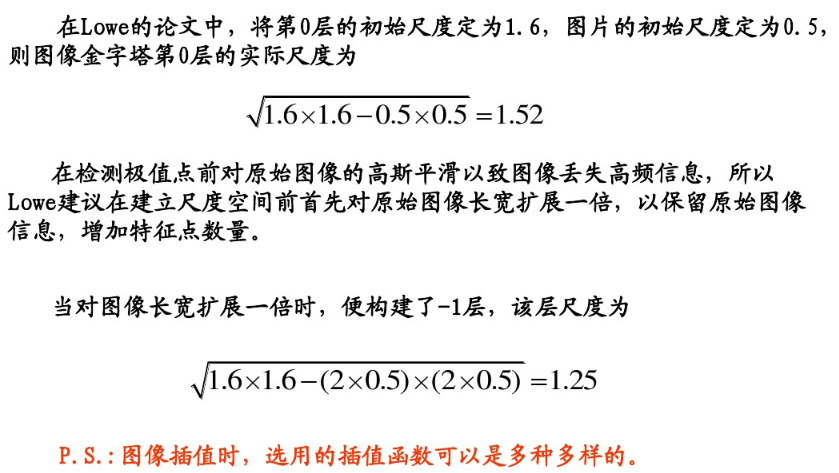 在Lowe的论文中，将第0层的初始尺度定为1.6，图片的初始尺度定为0.5，
则图像金字塔第0层的实际尺度为
√1.6×1.6−0.5×0.5 =1.52
在检测极值点前对原始图像的高斯平滑以致图像丢失高频信息，所以
Lowe建议在建立尺度空间前首先对原始图像长宽扩展一倍，以保留原始图像
信息，增加特征点数量。
当对图像长宽扩展一倍时，便构建了-1层，该层尺度为
√1.6×1.6−(2×0.5)×(2×0.5) =1.25
P.S.:图像插值时，选用的插值函数可以是多种多样的。